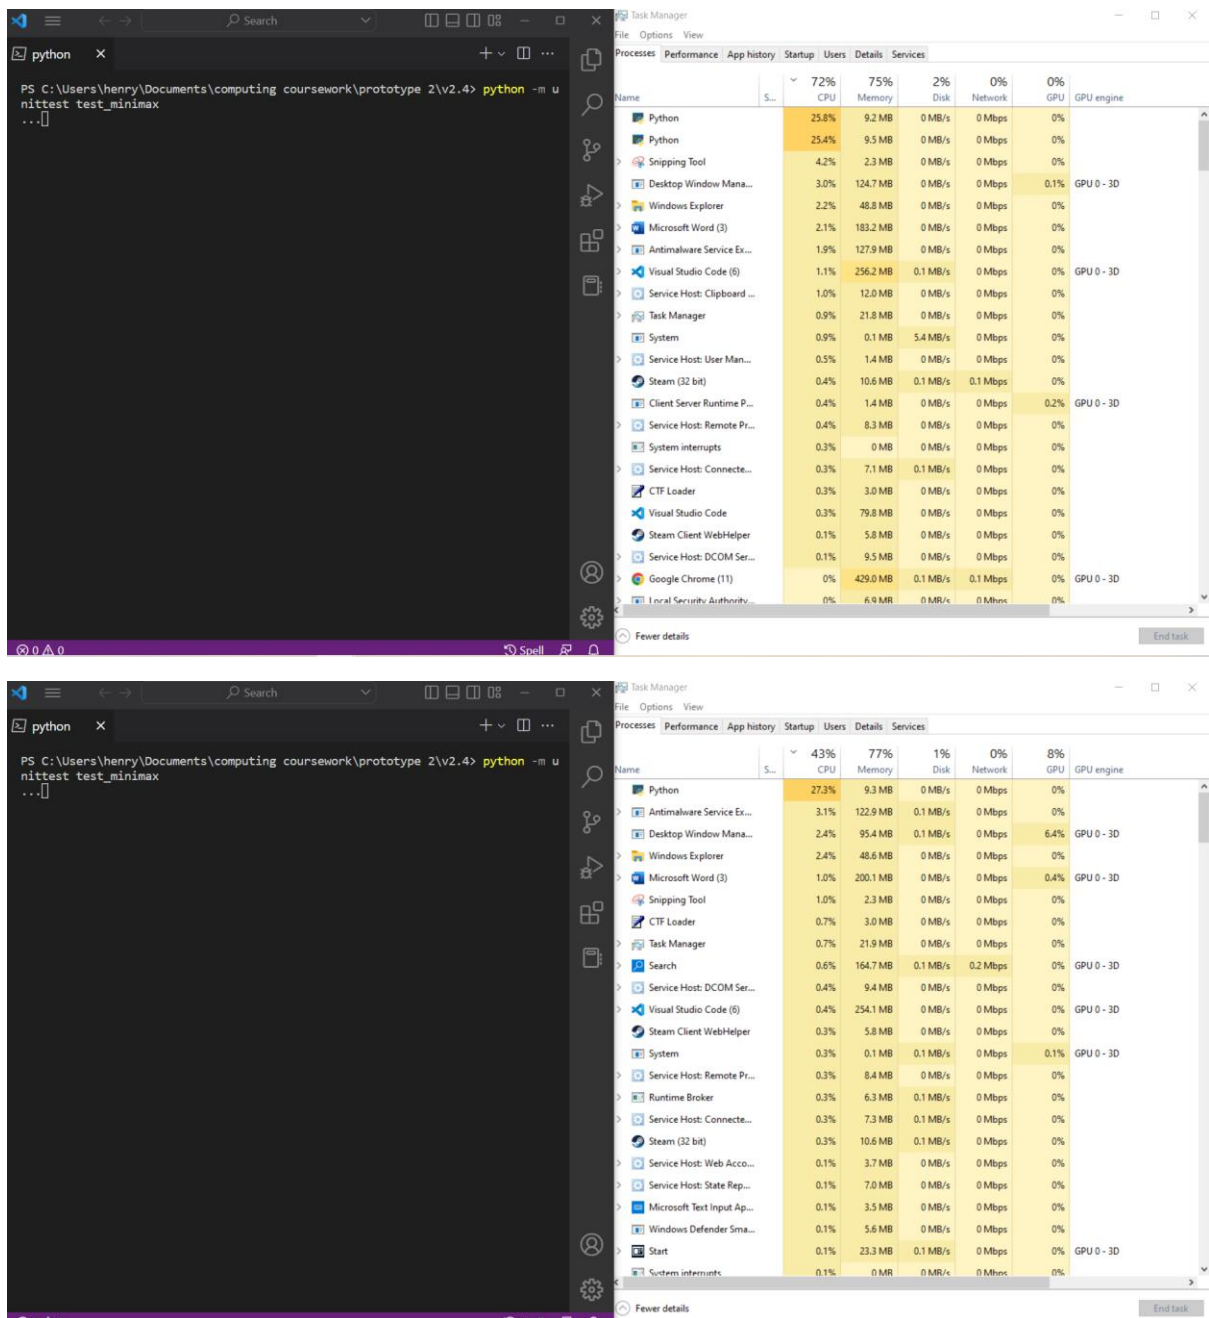 Search
python
PS C:\Users\henry\Documents\computing coursework\prototype 2\v2.4> python -m u
nittest test_minimax
...
0 0
Spell
Task Manager
File Options View
Processes Performance App history Startup Users Details Services
72% 75% 2% 0% 0%
Name S... CPU Memory Disk Network GPU GPU engine
Python 25.8% 9.2 MB 0 MB/s 0 Mbps 0%
Python 25.4% 9.5 MB 0 MB/s 0 Mbps 0%
Snipping Tool 4.2% 2.3 MB 0 MB/s 0 Mbps 0%
Desktop Window Mana... 3.0% 124.7 MB 0 MB/s 0 Mbps 0.1% GPU 0 - 3D
Windows Explorer 2.2% 48.8 MB 0 MB/s 0 Mbps 0%
Microsoft Word (3) 2.1% 183.2 MB 0 MB/s 0 Mbps 0%
Antimalware Service Ex... 1.9% 127.9 MB 0 MB/s 0 Mbps 0%
Visual Studio Code (6) 1.1% 256.2 MB 0.1 MB/s 0 Mbps 0% GPU 0 - 3D
Service Host: Clipboard ... 1.0% 12.0 MB 0 MB/s 0 Mbps 0%
Task Manager 0.9% 21.8 MB 0 MB/s 0 Mbps 0%
System 0.9% 0.1 MB 5.4 MB/s 0 Mbps 0%
Service Host: User Man... 0.5% 1.4 MB 0 MB/s 0 Mbps 0%
Steam (32 bit) 0.4% 10.6 MB 0.1 MB/s 0.1 Mbps 0%
Client Server Runtime P... 0.4% 1.4 MB 0 MB/s 0 Mbps 0.2% GPU 0 - 3D
Service Host: Remote Pr... 0.4% 8.3 MB 0 MB/s 0 Mbps 0%
System interrupts 0.3% 0 MB 0 MB/s 0 Mbps 0%
Service Host: Connecte... 0.3% 7.1 MB 0.1 MB/s 0 Mbps 0%
CTF Loader 0.3% 3.0 MB 0 MB/s 0 Mbps 0%
Visual Studio Code 0.3% 79.8 MB 0 MB/s 0 Mbps 0%
Steam Client WebHelper 0.1% 5.8 MB 0 MB/s 0 Mbps 0%
Service Host: DCOM Ser... 0.1% 9.5 MB 0 MB/s 0 Mbps 0%
Google Chrome (11) 0% 429.0 MB 0.1 MB/s 0.1 Mbps 0% GPU 0 - 3D
Local Security Authority... 0% 6.9 MB 0 MB/s 0 Mbps 0%
Fewer details
End task
Search
python
PS C:\Users\henry\Documents\computing coursework\prototype 2\v2.4> python -m u
nittest test_minimax
...
Task Manager
File Options View
Processes Performance App history Startup Users Details Services
43% 77% 1% 0% 8%
Name S... CPU Memory Disk Network GPU GPU engine
Python 27.3% 9.3 MB 0 MB/s 0 Mbps 0%
Antimalware Service Ex... 3.1% 122.9 MB 0.1 MB/s 0 Mbps 0%
Desktop Window Mana... 2.4% 95.4 MB 0.1 MB/s 0 Mbps 6.4% GPU 0 - 3D
Windows Explorer 2.4% 48.6 MB 0 MB/s 0 Mbps 0%
Microsoft Word (3) 1.0% 200.1 MB 0 MB/s 0 Mbps 0.4% GPU 0 - 3D
Snipping Tool 1.0% 2.3 MB 0 MB/s 0 Mbps 0%
CTF Loader 0.7% 3.0 MB 0 MB/s 0 Mbps 0%
Task Manager 0.7% 21.9 MB 0 MB/s 0 Mbps 0%
Search 0.6% 164.7 MB 0.1 MB/s 0.2 Mbps 0% GPU 0 - 3D
Service Host: DCOM Ser... 0.4% 9.4 MB 0 MB/s 0 Mbps 0%
Visual Studio Code (6) 0.4% 254.1 MB 0 MB/s 0 Mbps 0% GPU 0 - 3D
Steam Client WebHelper 0.3% 5.8 MB 0 MB/s 0 Mbps 0%
System 0.3% 0.1 MB 0.1 MB/s 0 Mbps 0.1% GPU 0 - 3D
Service Host: Remote Pr... 0.3% 8.4 MB 0 MB/s 0 Mbps 0%
Runtime Broker 0.3% 6.3 MB 0.1 MB/s 0 Mbps 0%
Service Host: Connecte... 0.3% 7.3 MB 0.1 MB/s 0 Mbps 0%
Steam (32 bit) 0.3% 10.6 MB 0.1 MB/s 0 Mbps 0%
Service Host: Web Acco... 0.1% 3.7 MB 0 MB/s 0 Mbps 0%
Service Host: State Rep... 0.1% 7.0 MB 0 MB/s 0 Mbps 0%
Microsoft Text Input Ap... 0.1% 3.5 MB 0 MB/s 0 Mbps 0%
Windows Defender Sma... 0.1% 5.6 MB 0 MB/s 0 Mbps 0%
Start 0.1% 23.3 MB 0.1 MB/s 0 Mbps 0% GPU 0 - 3D
System interrupts 0.1% 0 MB 0 MB/s 0 Mbps 0%
Fewer details
End task